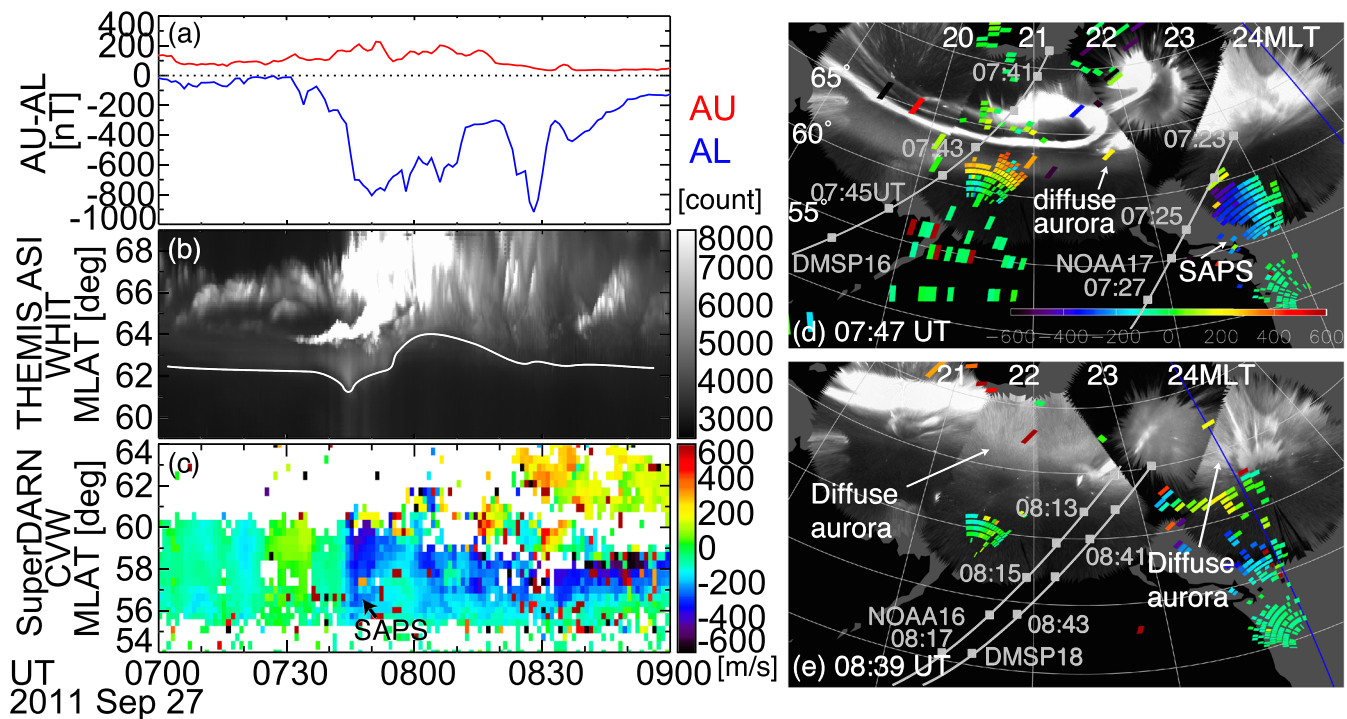 400
200
0
-200
-400
-600
-800
-1000
AU-AL
[nT]
(a)
AU
AL
[count]
THEMIS ASI
WHIT
MLAT [deg]
68
66
64
62
60
(b)
8000
7000
6000
5000
4000
3000
SuperDARN
CVW
MLAT [deg]
64
62
60
58
56
54
(c)
SAPS
600
400
200
0
-200
-400
-600
[m/s]
UT
0700
0730
0800
0830
0900
2011 Sep 27
20
21
22
23
24MLT
65°
60°
55°
07:41
07:43
07:45UT
DMSP16
diffuse
aurora
07:23
07:25
NOAA17
07:27
SAPS
−600
−400
−200
0
200
400
600
(d) 07:47 UT
21
22
23
24MLT
Diffuse
aurora
08:13
08:15
NOAA16
08:17
08:41
08:43
DMSP18
Diffuse
aurora
(e) 08:39 UT